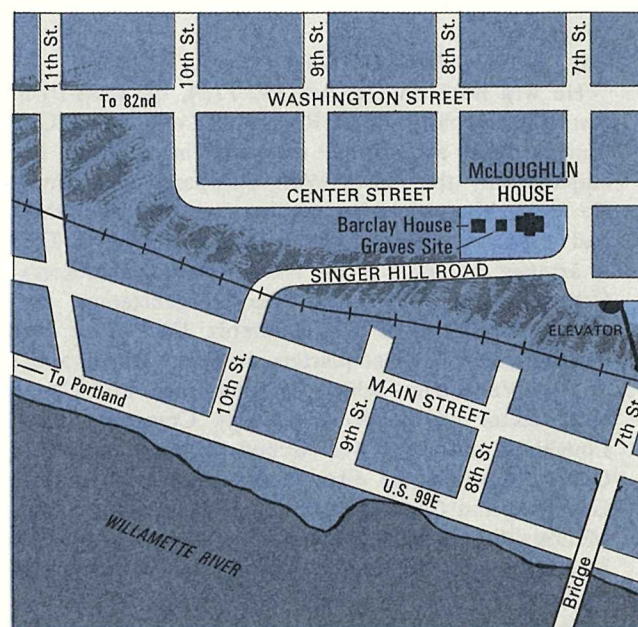 11th St.
10th St.
9th St.
8th St.
7th St.
To 82nd
WASHINGTON STREET
McLOUGHLIN
HOUSE
CENTER STREET
Barclay House
Graves Site
SINGER HILL ROAD
ELEVATOR
To Portland
10th St.
9th St.
MAIN STREET
8th St.
7th St.
U.S. 99E
WILLAMETTE RIVER
Bridge